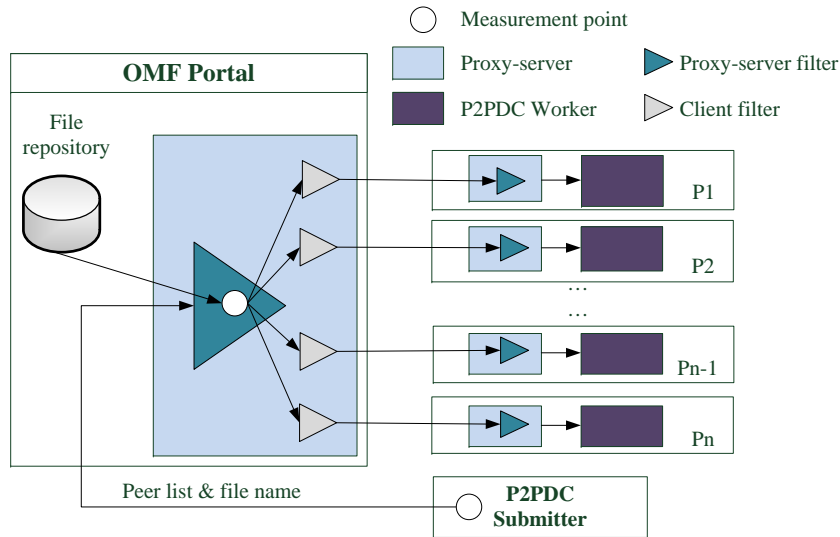 Measurement point
OMF Portal
Proxy-server
Proxy-server filter
P2PDC Worker
Client filter
File
repository
P1
P2
...
...
Pn-1
Pn
Peer list & file name
P2PDC
Submitter